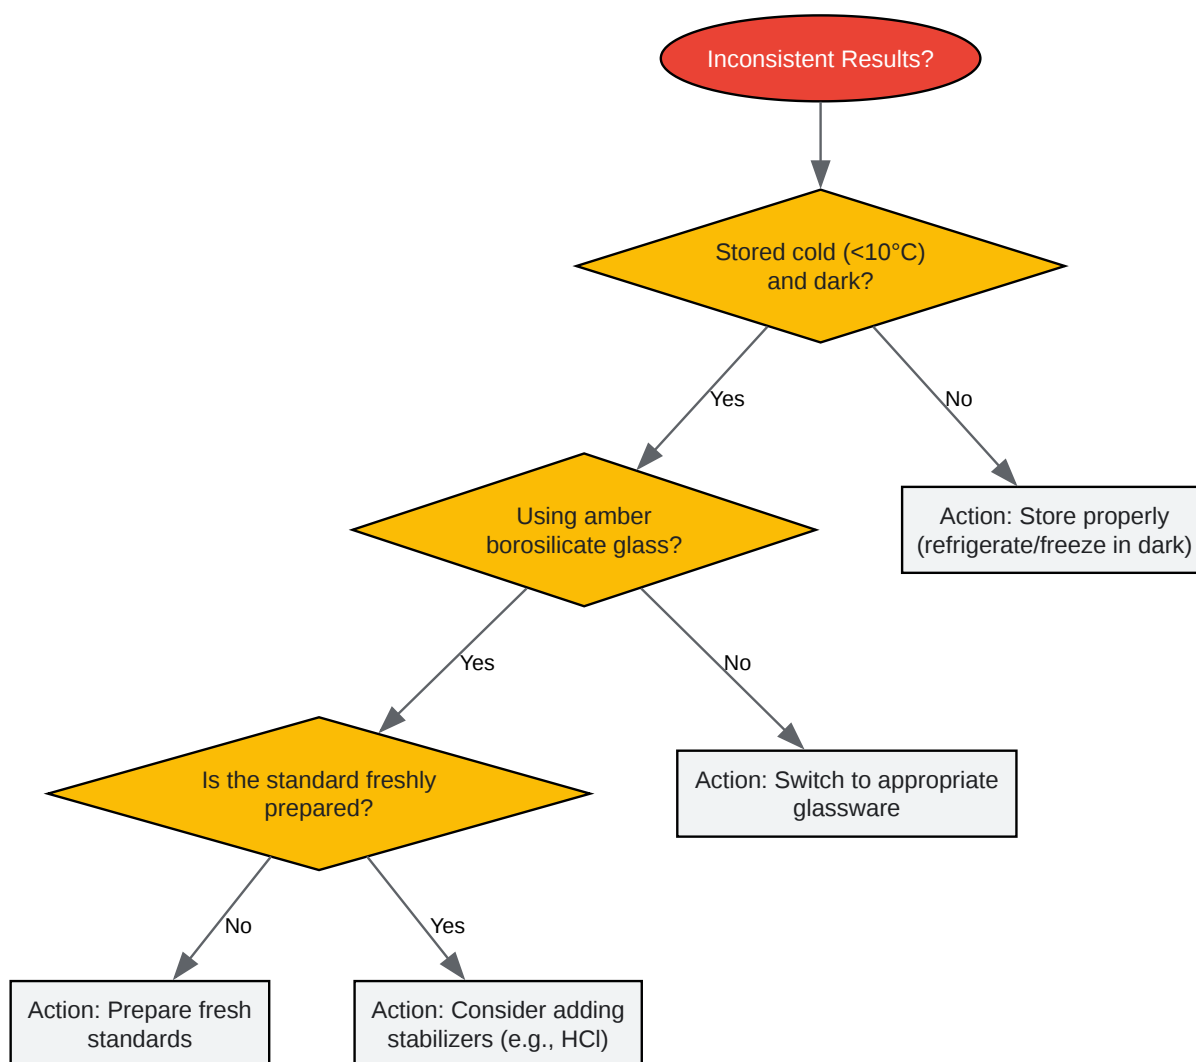 Inconsistent Results?
Stored cold (<10°C)
and dark?
Yes
No
Using amber
borosilicate glass?
Action: Store properly
(refrigerate/freeze in dark)
Yes
No
Is the standard freshly
prepared?
Action: Switch to appropriate
glassware
No
Yes
Action: Prepare fresh
standards
Action: Consider adding
stabilizers (e.g., HCl)